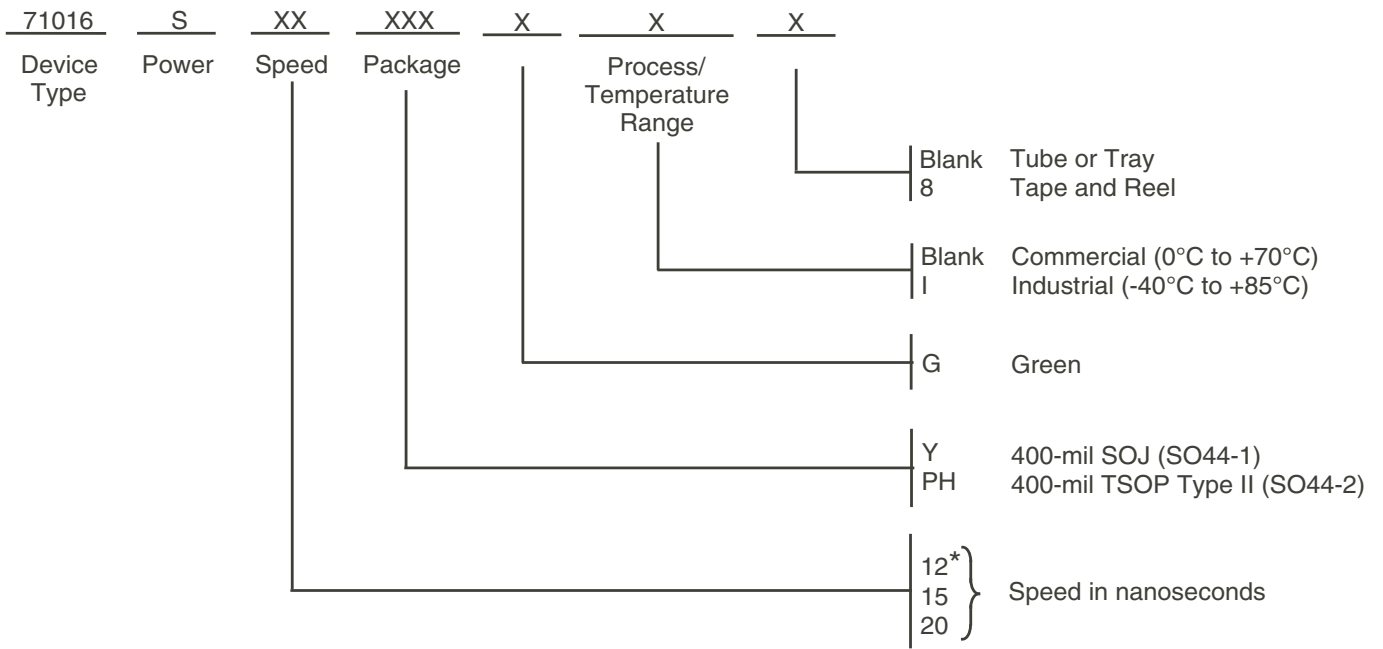 71016 S XX XXX X X X
Device Type Power Speed Package Process/ Temperature Range
Blank Tube or Tray
8 Tape and Reel
Blank Commercial (0°C to +70°C)
I Industrial (-40°C to +85°C)
G Green
Y 400-mil SOJ (SO44-1)
PH 400-mil TSOP Type II (SO44-2)
12*
15 Speed in nanoseconds
20